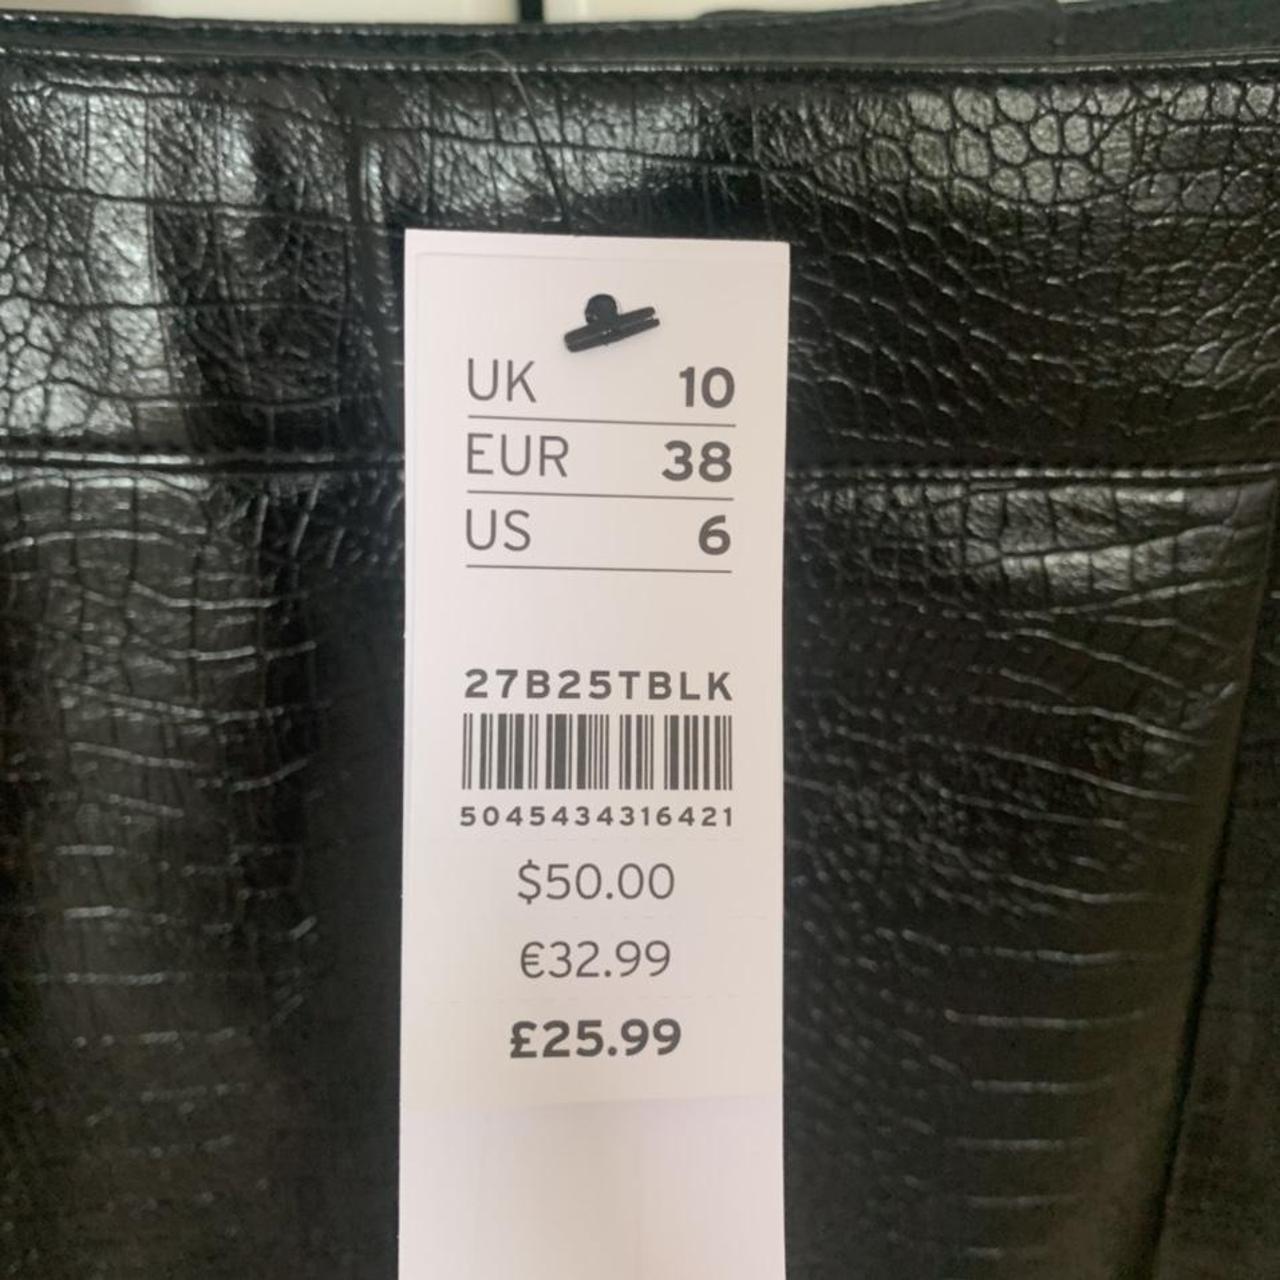 UK 10
EUR 38
US 6
27B25TBLK
5045434316421
$50.00
€32.99
£25.99